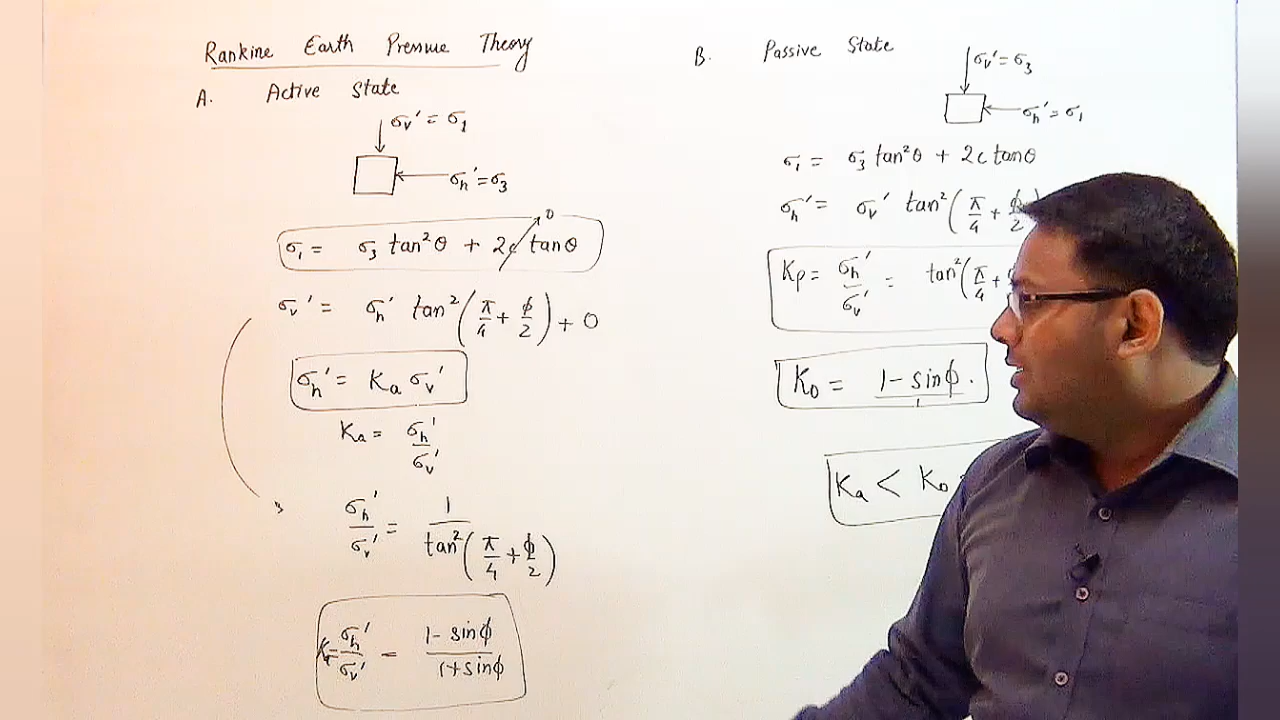 Rankine Earth Pressure Theory
A. Active State
σv' = σ1
σh' = σ3
0
σ1 = σ3 tan²θ + 2c tanθ
σv' = σh' tan²(π/4 + ϕ/2) + 0
σh' = Ka σv'
Ka = σh'/σv'
σh'/σv' = 1/tan²(π/4 + ϕ/2)
Ka = σh'/σv' = 1 - sinϕ/1 + sinϕ
B. Passive State
σv' = σ3
σh' = σ1
σ1 = σ3 tan²θ + 2c tanθ
σh' = σv' tan²(π/4 + ϕ/2)
Kp = σh'/σv' = tan²(π/4 +
K0 = 1 - sinϕ.
Ka < K0